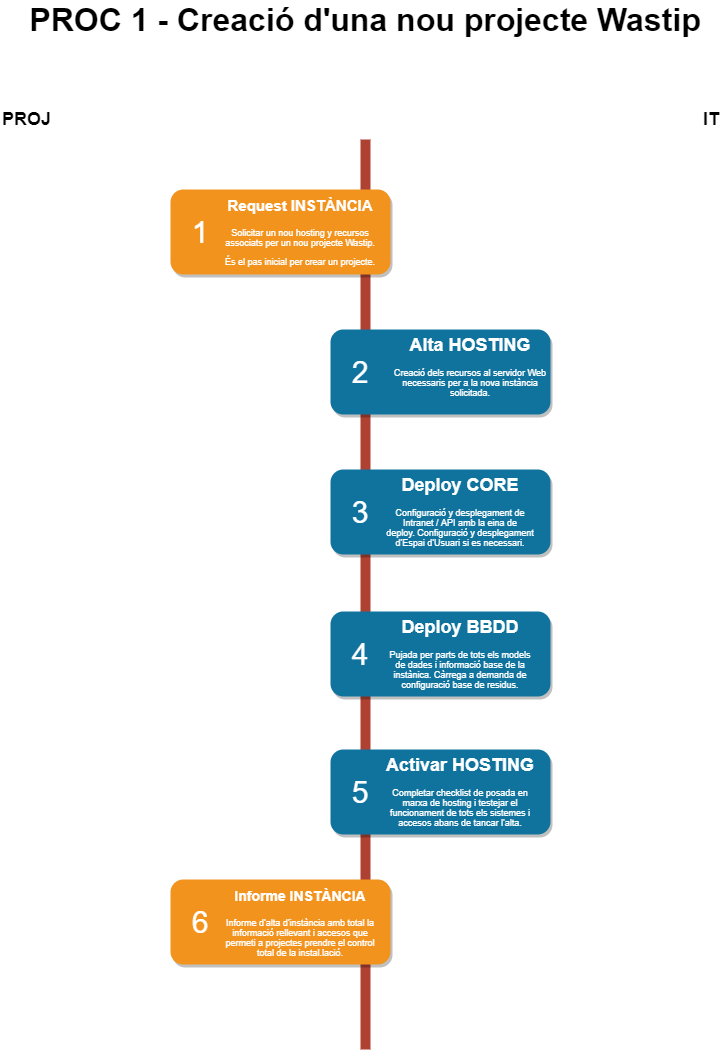 PROC 1 - Creació d'una nou projecte Wastip
PROJ
IT
Request INSTÀNCIA
1
Solicitar un nou hosting y recursos
associats per un nou projecte Wastip.
És el pas inicial per crear un projecte.
Alta HOSTING
2
Creació dels recursos al servidor Web
necessaris per a la nova instància
solicitada.
Deploy CORE
3
Configuració y desplegament de
Intranet / API amb la eina de
deploy. Configuració y desplegament
d'Espai d'Usuari si es necessari.
Deploy BBDD
4
Pujada per parts de tots els models
de dades i informació base de la
instànica. Càrrega a demanda de
configuració base de residus.
Activar HOSTING
5
Completar checklist de posada en
marxa de hosting i testejar el
funcionament de tots els sistemes i
accesos abans de tancar l'alta.
Informe INSTÀNCIA
6
Informe d'alta d'instància amb total la
informació rellevant i accesos que
permeti a projectes prendre el control
total de la instal.lació.